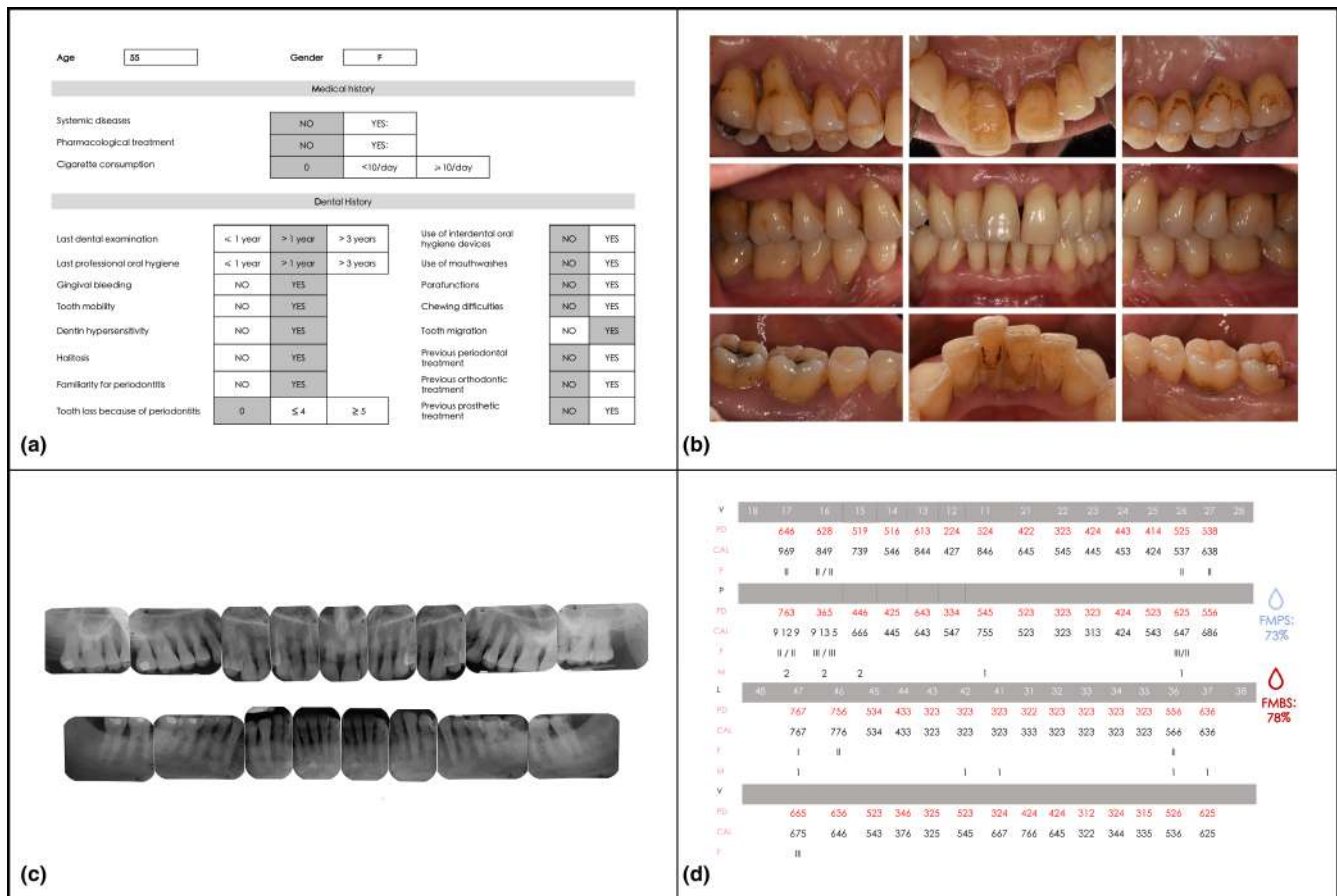 Age 55 Gender F
Medical history
Systemic diseases NO YES:
Pharmacological treatment NO YES:
Cigarette consumption 0 <10/day ≥ 10/day
Dental History
Last dental examination < 1 year > 1 year > 3 years
Last professional oral hygiene < 1 year > 1 year > 3 years
Gingival bleeding NO YES
Tooth mobility NO YES
Dentin hypersensitivity NO YES
Halitosis NO YES
Familiarity for periodontitis NO YES
Tooth loss because of periodontitis 0 ≤ 4 ≥ 5
Use of interdental oral
hygiene devices NO YES
Use of mouthwashes NO YES
Parafunctions NO YES
Chewing difficulties NO YES
Tooth migration NO YES
Previous periodontal
treatment NO YES
Previous orthodontic
treatment NO YES
Previous prosthetic
treatment NO YES
(a)
(b)
(c)
V 18 17 16 15 14 13 12 11 21 22 23 24 25 26 27 28
PD 646 628 519 516 613 224 524 422 323 424 443 414 525 538
CAL 969 849 739 546 844 427 846 645 545 445 453 424 537 638
F II II / II II II
P
PD 763 365 446 425 643 334 545 523 323 323 424 523 625 556
CAL 9 12 9 9 13 5 666 445 643 547 755 523 323 313 424 543 647 686
F II / II III / III III/II
M 2 2 2 1 1
L 48 47 46 45 44 43 42 41 31 32 33 34 35 36 37 38
PD 767 756 534 433 323 323 323 322 323 323 323 323 556 636
CAL 767 776 534 433 323 323 323 333 323 323 323 323 566 636
F I II II
M 1 1 1 1 1
V
PD 665 636 523 346 325 523 324 424 424 312 324 315 526 625
CAL 675 646 543 376 325 545 667 766 645 322 344 335 536 625
F III
FMPS:
73%
FMBS:
78%
(d)